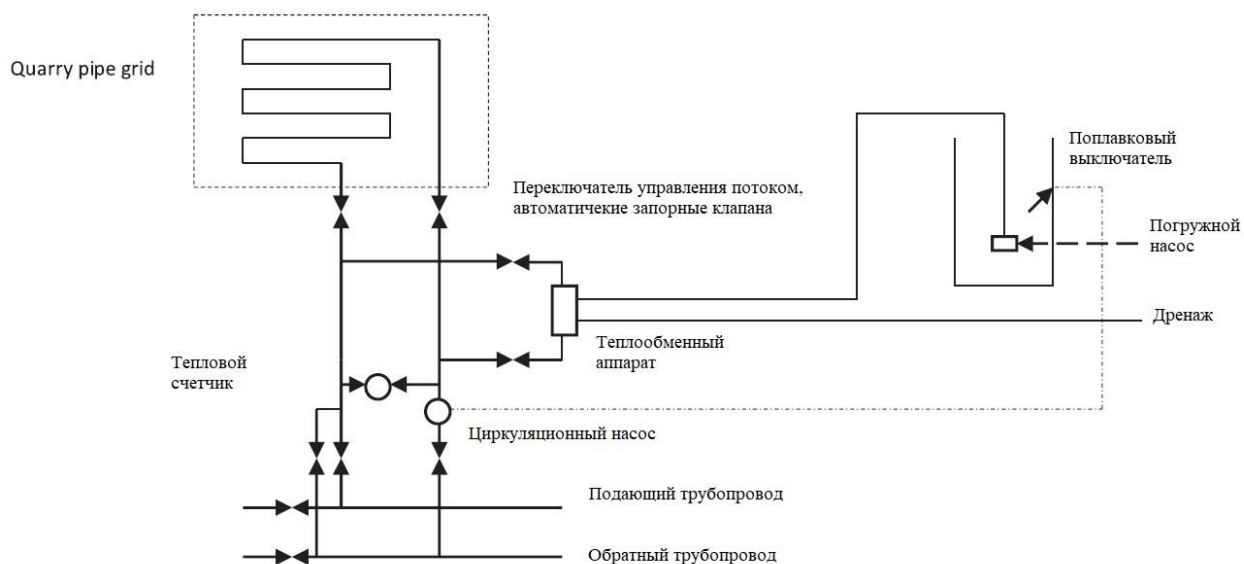 Quarry pipe grid
Поплавковый
выключатель
Переключатель управления потоком,
автоматичекие запорные клапана
Погружной
насос
Дренаж
Теплообменный
аппарат
Тепловой
счетчик
Циркуляционный насос
Подающий трубопровод
Обратный трубопровод